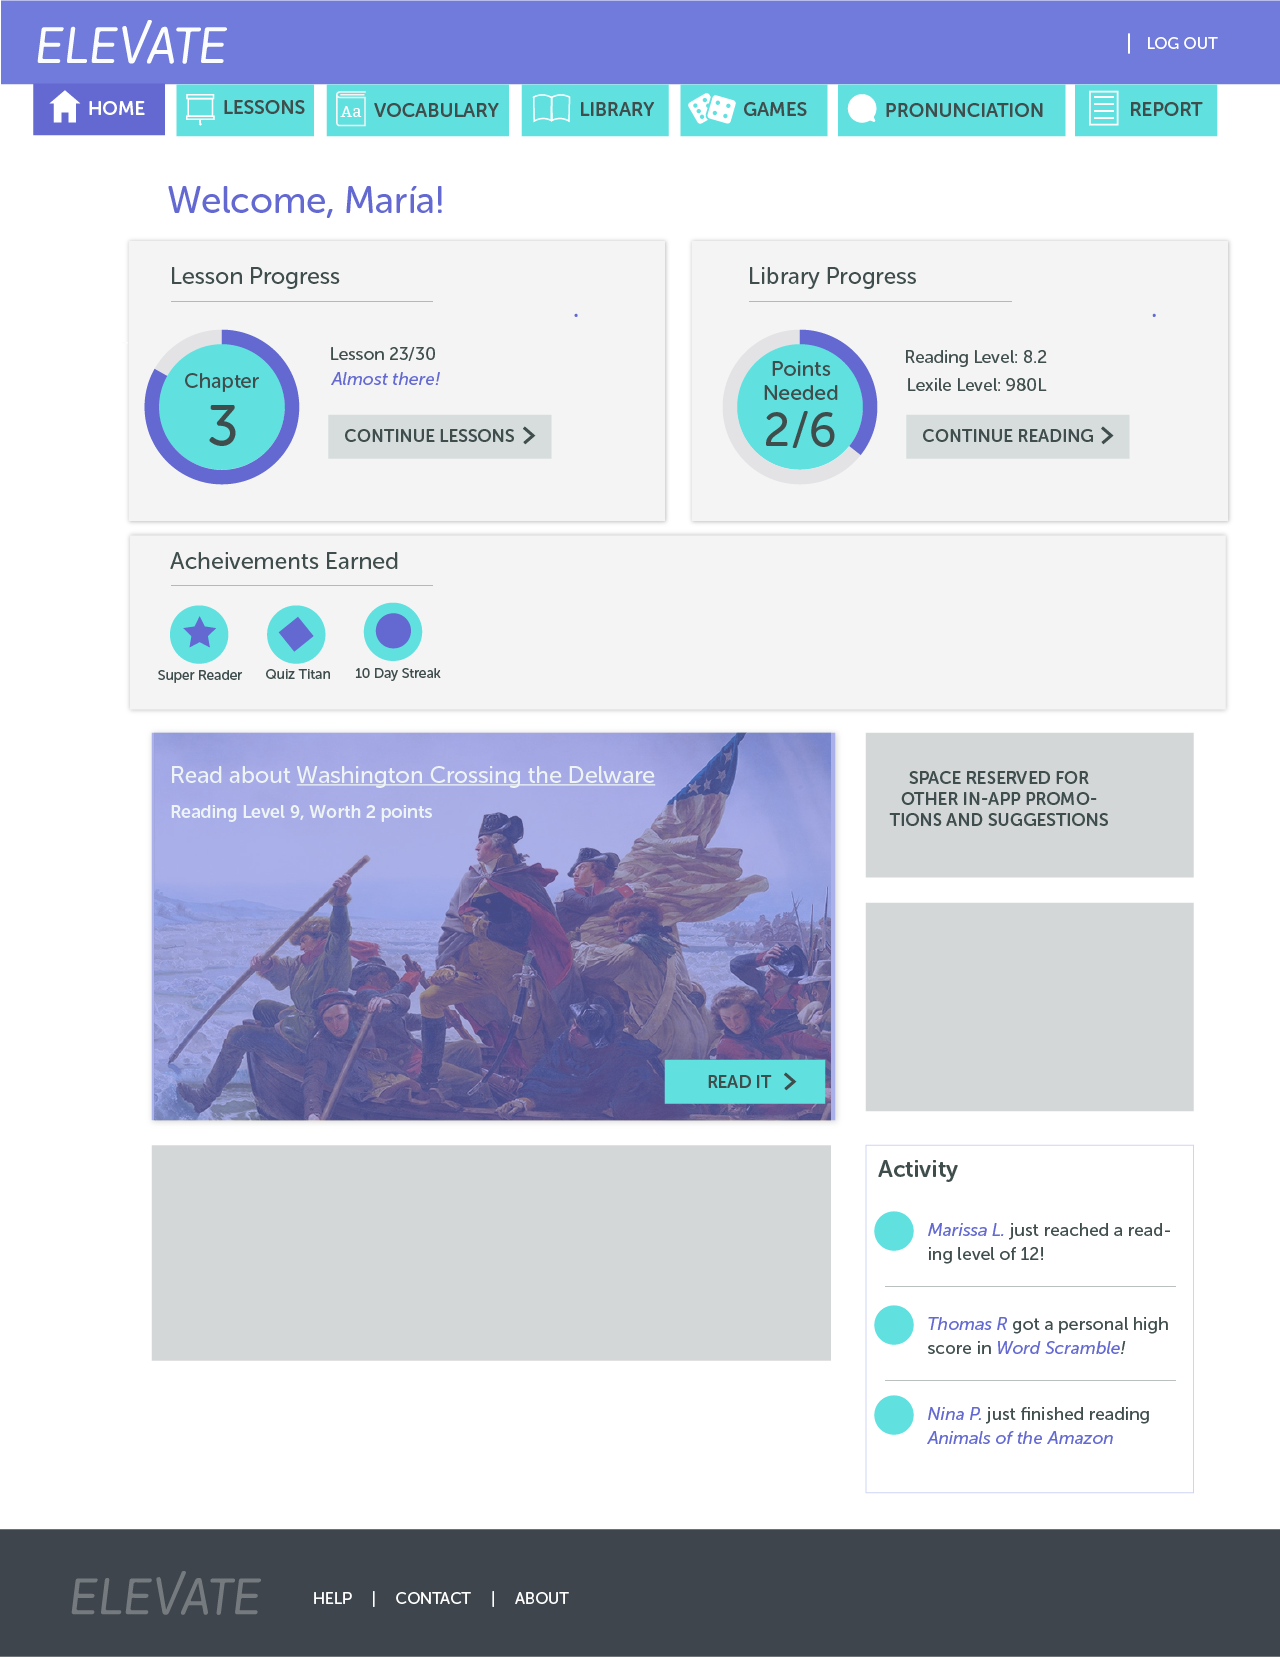 ELEVATE
LOG OUT
HOME
LESSONS
Aa
VOCABULARY
LIBRARY
GAMES
PRONUNCIATION
REPORT
Welcome, María!
Lesson Progress
Chapter
3
Lesson 23/30
Almost there!
CONTINUE LESSONS
Library Progress
Points
Needed
2/6
Reading Level: 8.2
Lexile Level: 980L
CONTINUE READING
Acheivements Earned
Super Reader
Quiz Titan
10 Day Streak
Read about Washington Crossing the Delware
Reading Level 9, Worth 2 points
READ IT
SPACE RESERVED FOR
OTHER IN-APP PROMO-
TIONS AND SUGGESTIONS
Activity
Marissa L. just reached a read-
ing level of 12!
Thomas R got a personal high
score in Word Scramble!
Nina P. just finished reading
Animals of the Amazon
ELEVATE
HELP | CONTACT | ABOUT